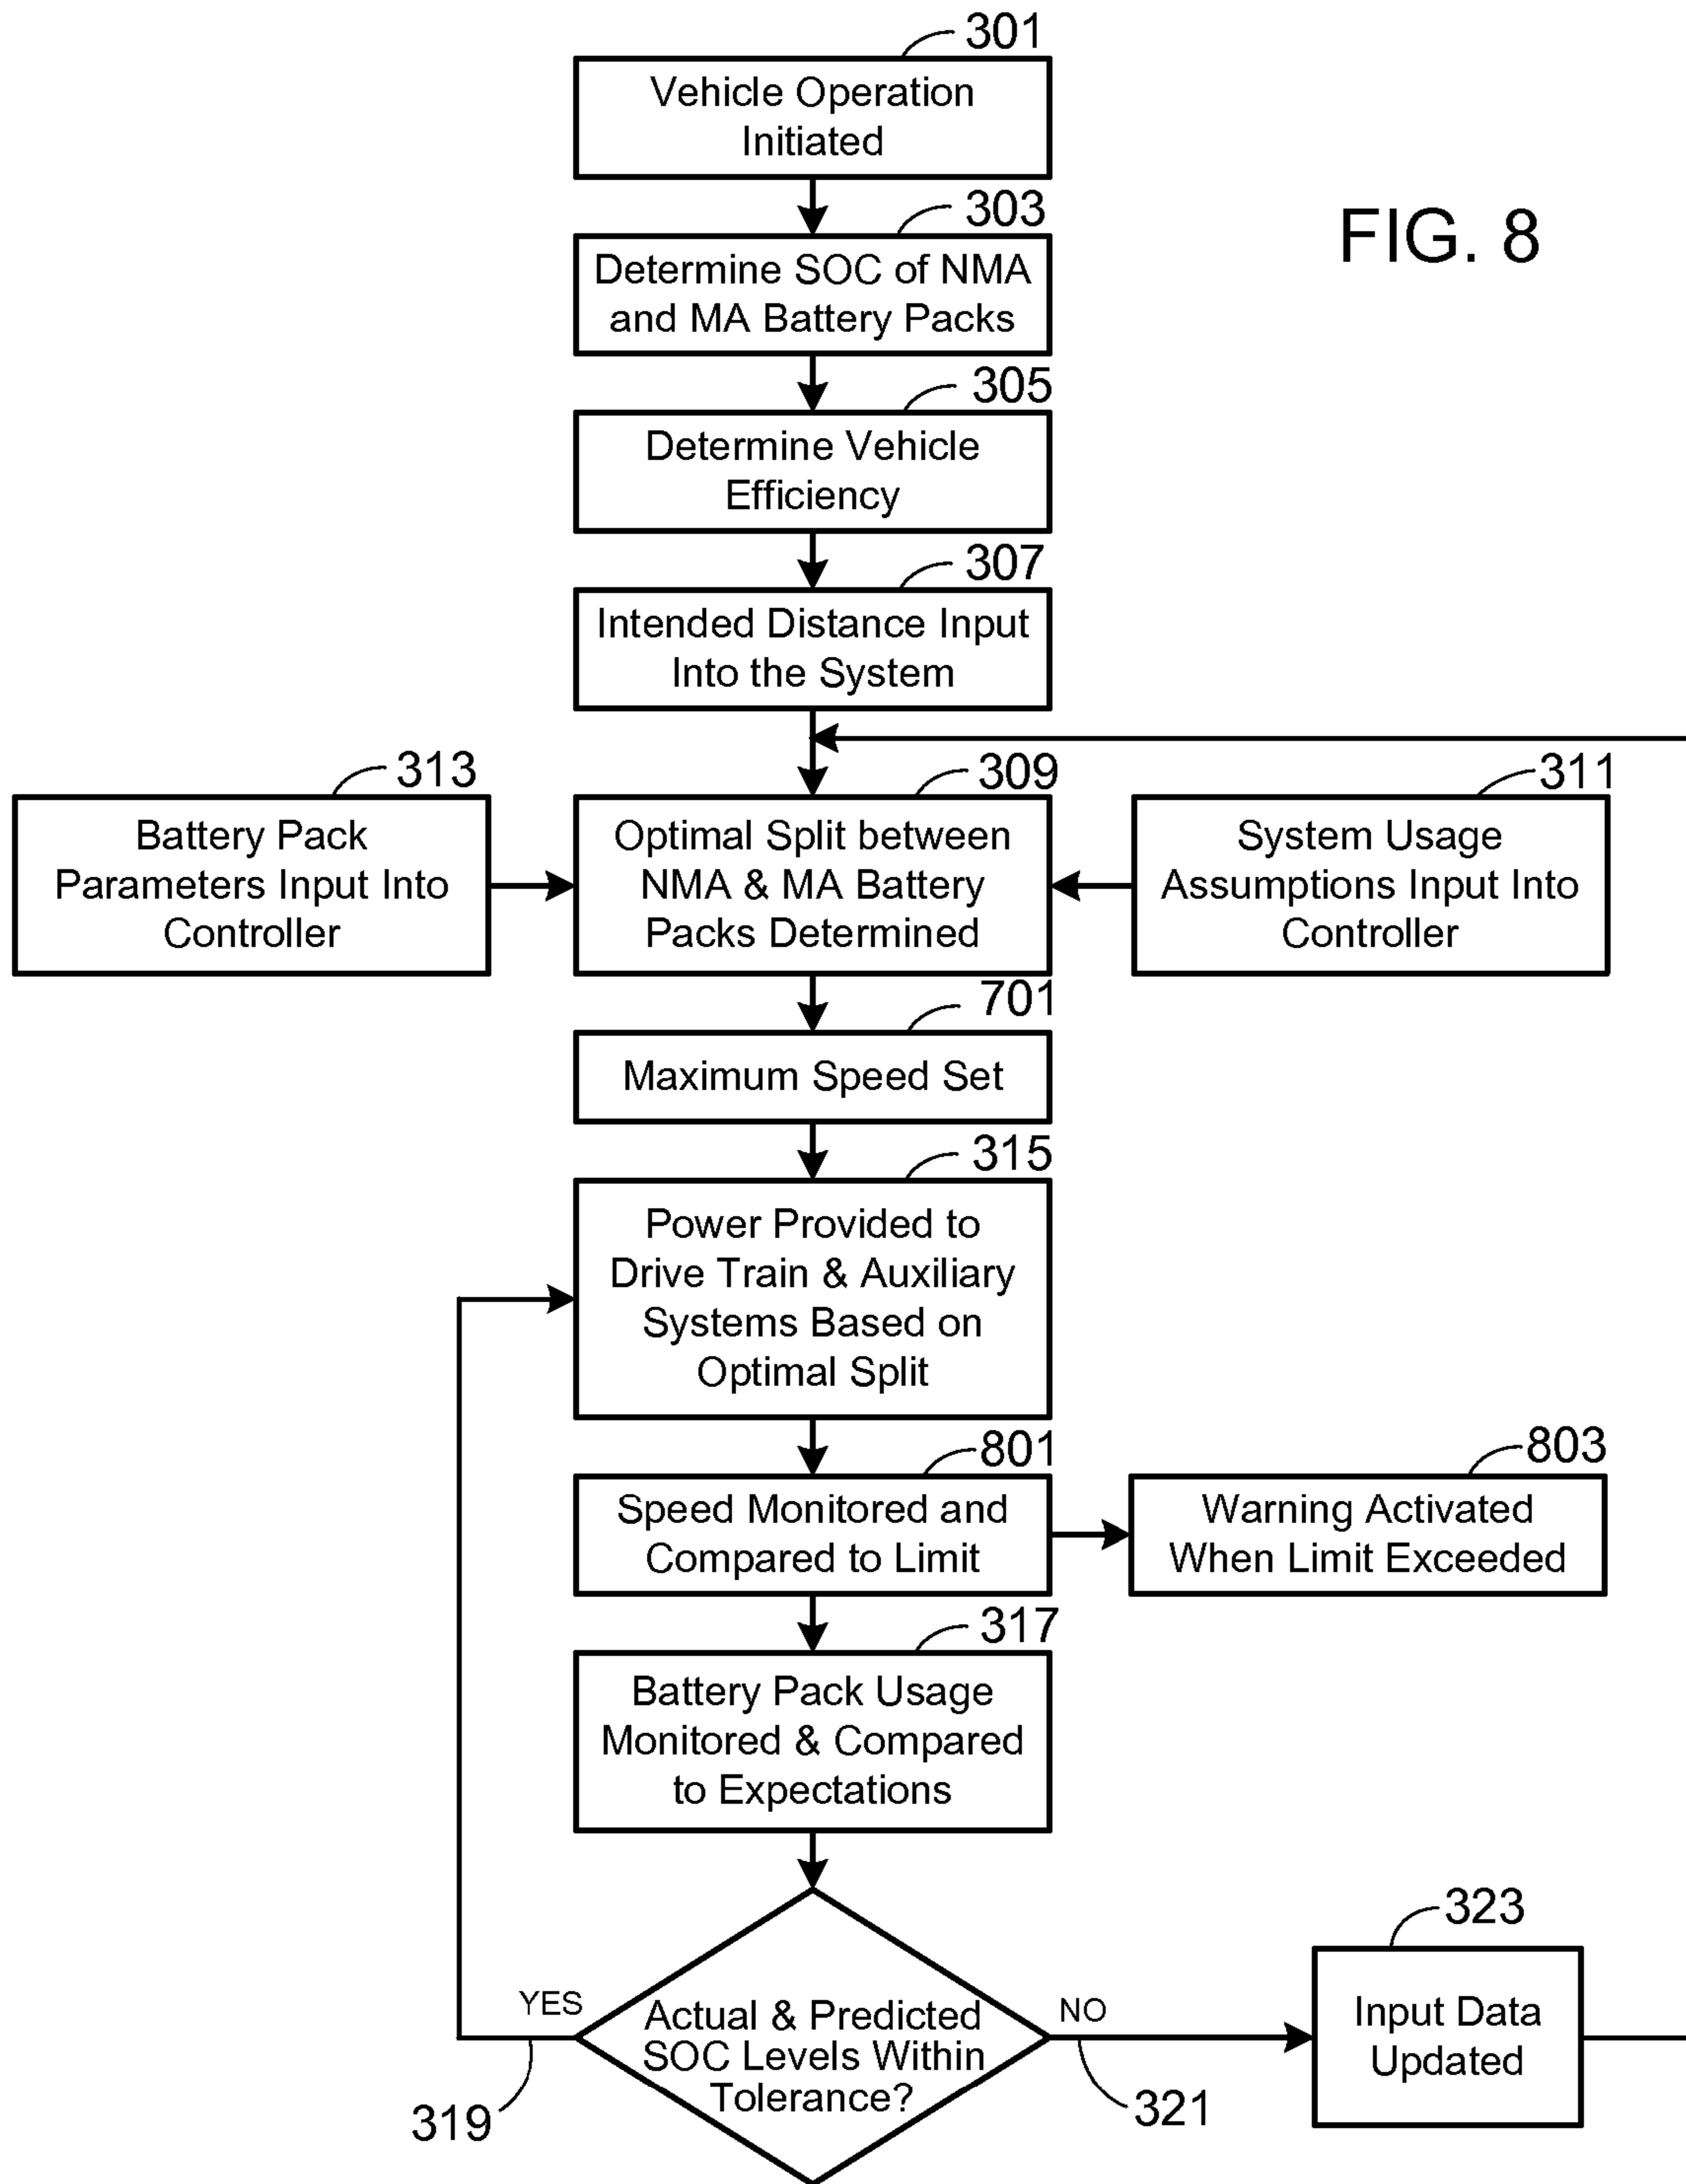 301
Vehicle Operation
Initiated
FIG. 8
303
Determine SOC of NMA
and MA Battery Packs
305
Determine Vehicle
Efficiency
307
Intended Distance Input
Into the System
313
Battery Pack
Parameters Input Into
Controller
309
Optimal Split between
NMA & MA Battery
Packs Determined
311
System Usage
Assumptions Input Into
Controller
701
Maximum Speed Set
315
Power Provided to
Drive Train & Auxiliary
Systems Based on
Optimal Split
801
Speed Monitored and
Compared to Limit
803
Warning Activated
When Limit Exceeded
317
Battery Pack Usage
Monitored & Compared
to Expectations
YES
Actual & Predicted
SOC Levels Within
Tolerance?
NO
319
321
323
Input Data
Updated